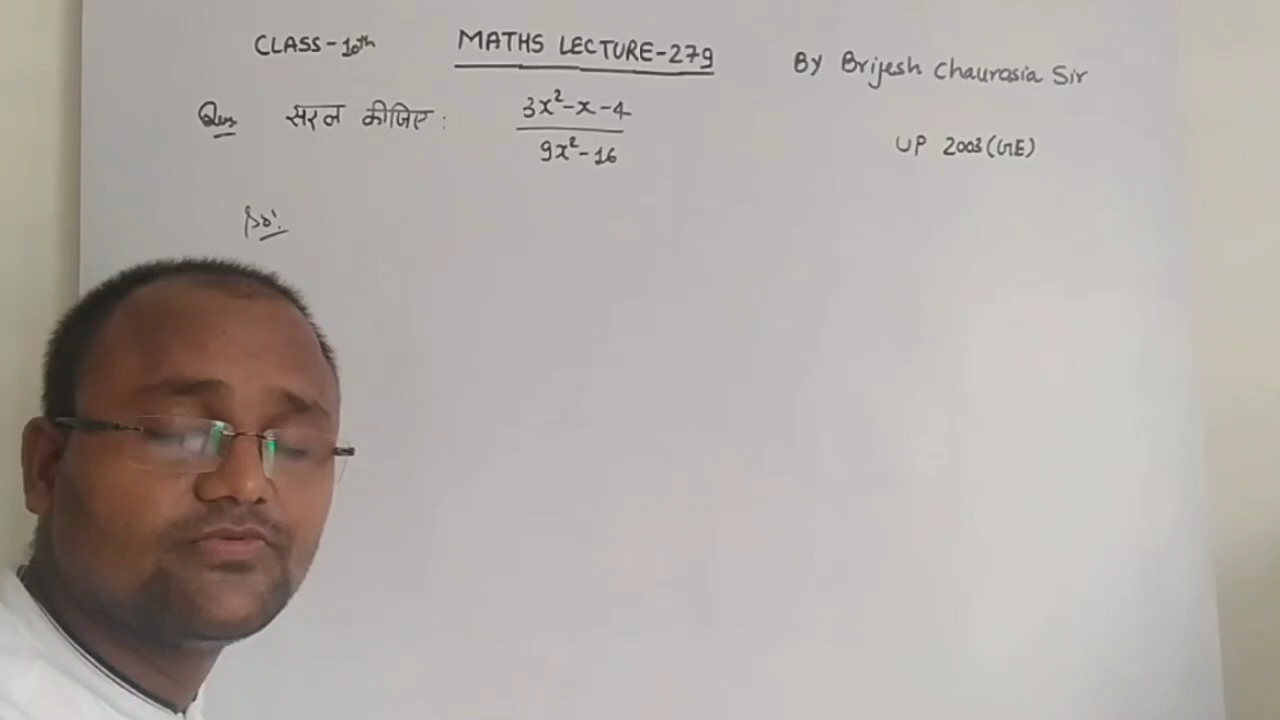 CLASS-10th MATHS LECTURE-279 By Brijesh Chaurasia Sir
Ques सरल कीजिए: 3x²-x-4
9x²-16
UP 2003(GE)
Sol: